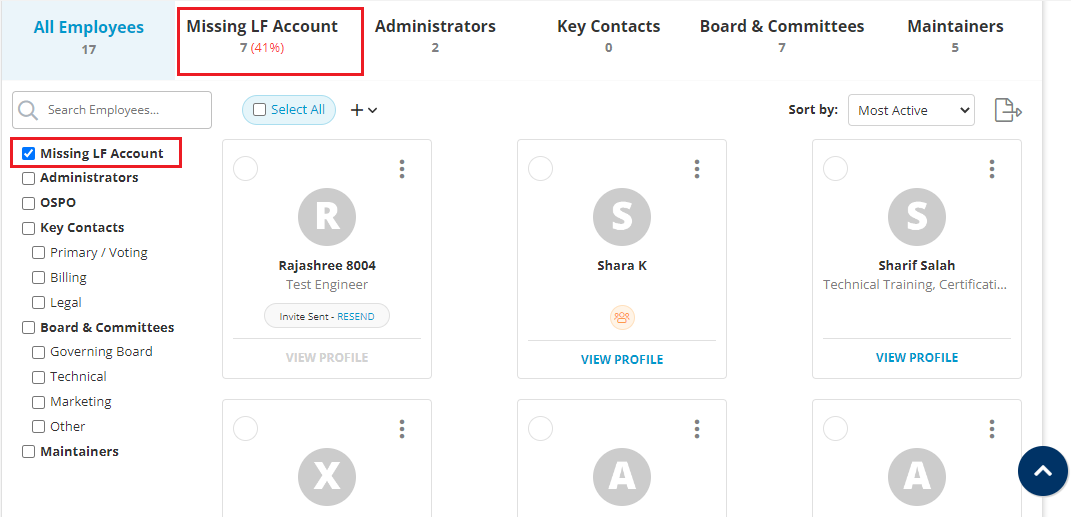 All Employees
17
Missing LF Account
7 (41%)
Administrators
2
Key Contacts
0
Board & Committees
7
Maintainers
5
Search Employees...
Select All
Sort by:
Most Active
Missing LF Account
Administrators
OSPO
Key Contacts
Primary / Voting
Billing
Legal
Board & Committees
Governing Board
Technical
Marketing
Other
Maintainers
R
Rajashree 8004
Test Engineer
Invite Sent - RESEND
VIEW PROFILE
S
Shara K
VIEW PROFILE
S
Sharif Salah
Technical Training, Certificati...
VIEW PROFILE
X
A
A